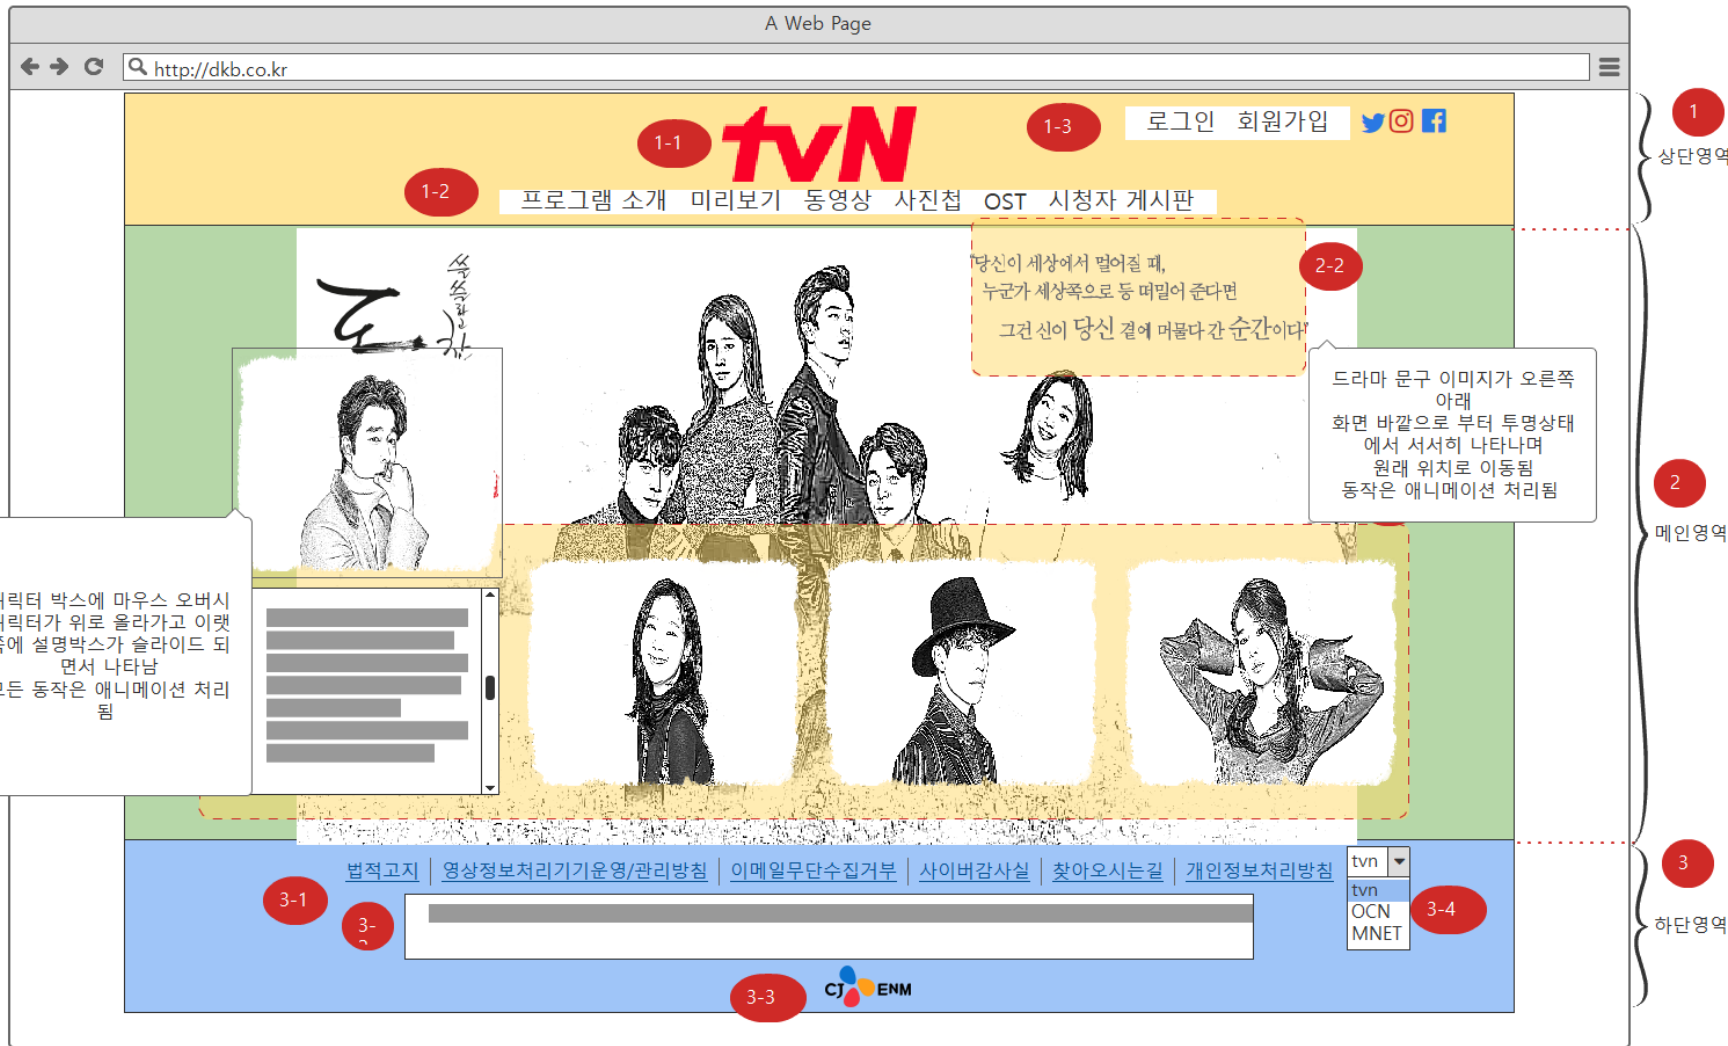 A Web Page
http://dkb.co.kr
1-1
tvN
1-3
로그인 회원가입
1
상단영역
1-2
프로그램 소개 미리보기 동영상 사진첩 OST 시청자 게시판
쓸쓸하고 찬
"당신이 세상에서 멀어질 때,
누군가 세상쪽으로 등 떠밀어 준다면
그건 신이 당신 곁에 머물다 간 순간이다"
2-2
드라마 문구 이미지가 오른쪽
아래
화면 바깥으로 부터 투명상태
에서 서서히 나타나며
원래 위치로 이동됨
동작은 애니메이션 처리됨
2
메인영역
릭터 박스에 마우스 오버시
릭터가 위로 올라가고 아랫
에 설명박스가 슬라이드 되
면서 나타남
든 동작은 애니메이션 처리
됨
법적고지 영상정보처리기기운영/관리방침 이메일무단수집거부 사이버감사실 찾아오시는길 개인정보처리방침
tvn
tvn
OCN
MNET
3-1
3-
3-4
3
하단영역
3-3
CJ ENM